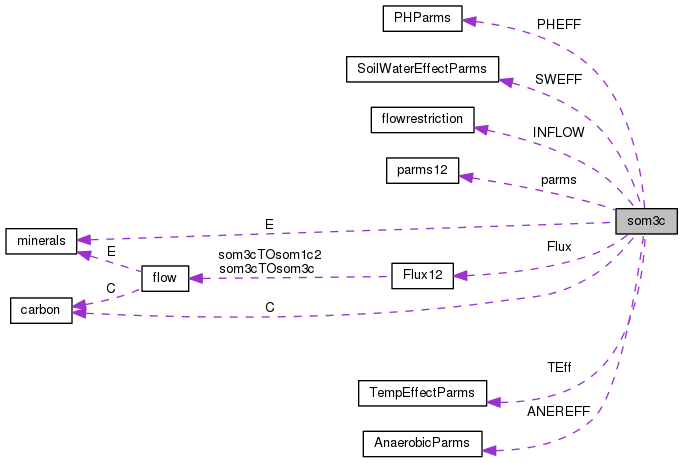 PHParms
PHEFF
SoilWaterEffectParms
SWEFF
flowrestriction
INFLOW
parms12
parms
som3c
minerals
E
E
Flux
som3cTOsom1c2
som3cTOsom3c
flow
Flux12
C
carbon
C
TEff
TempEffectParms
ANEREFF
AnaerobicParms